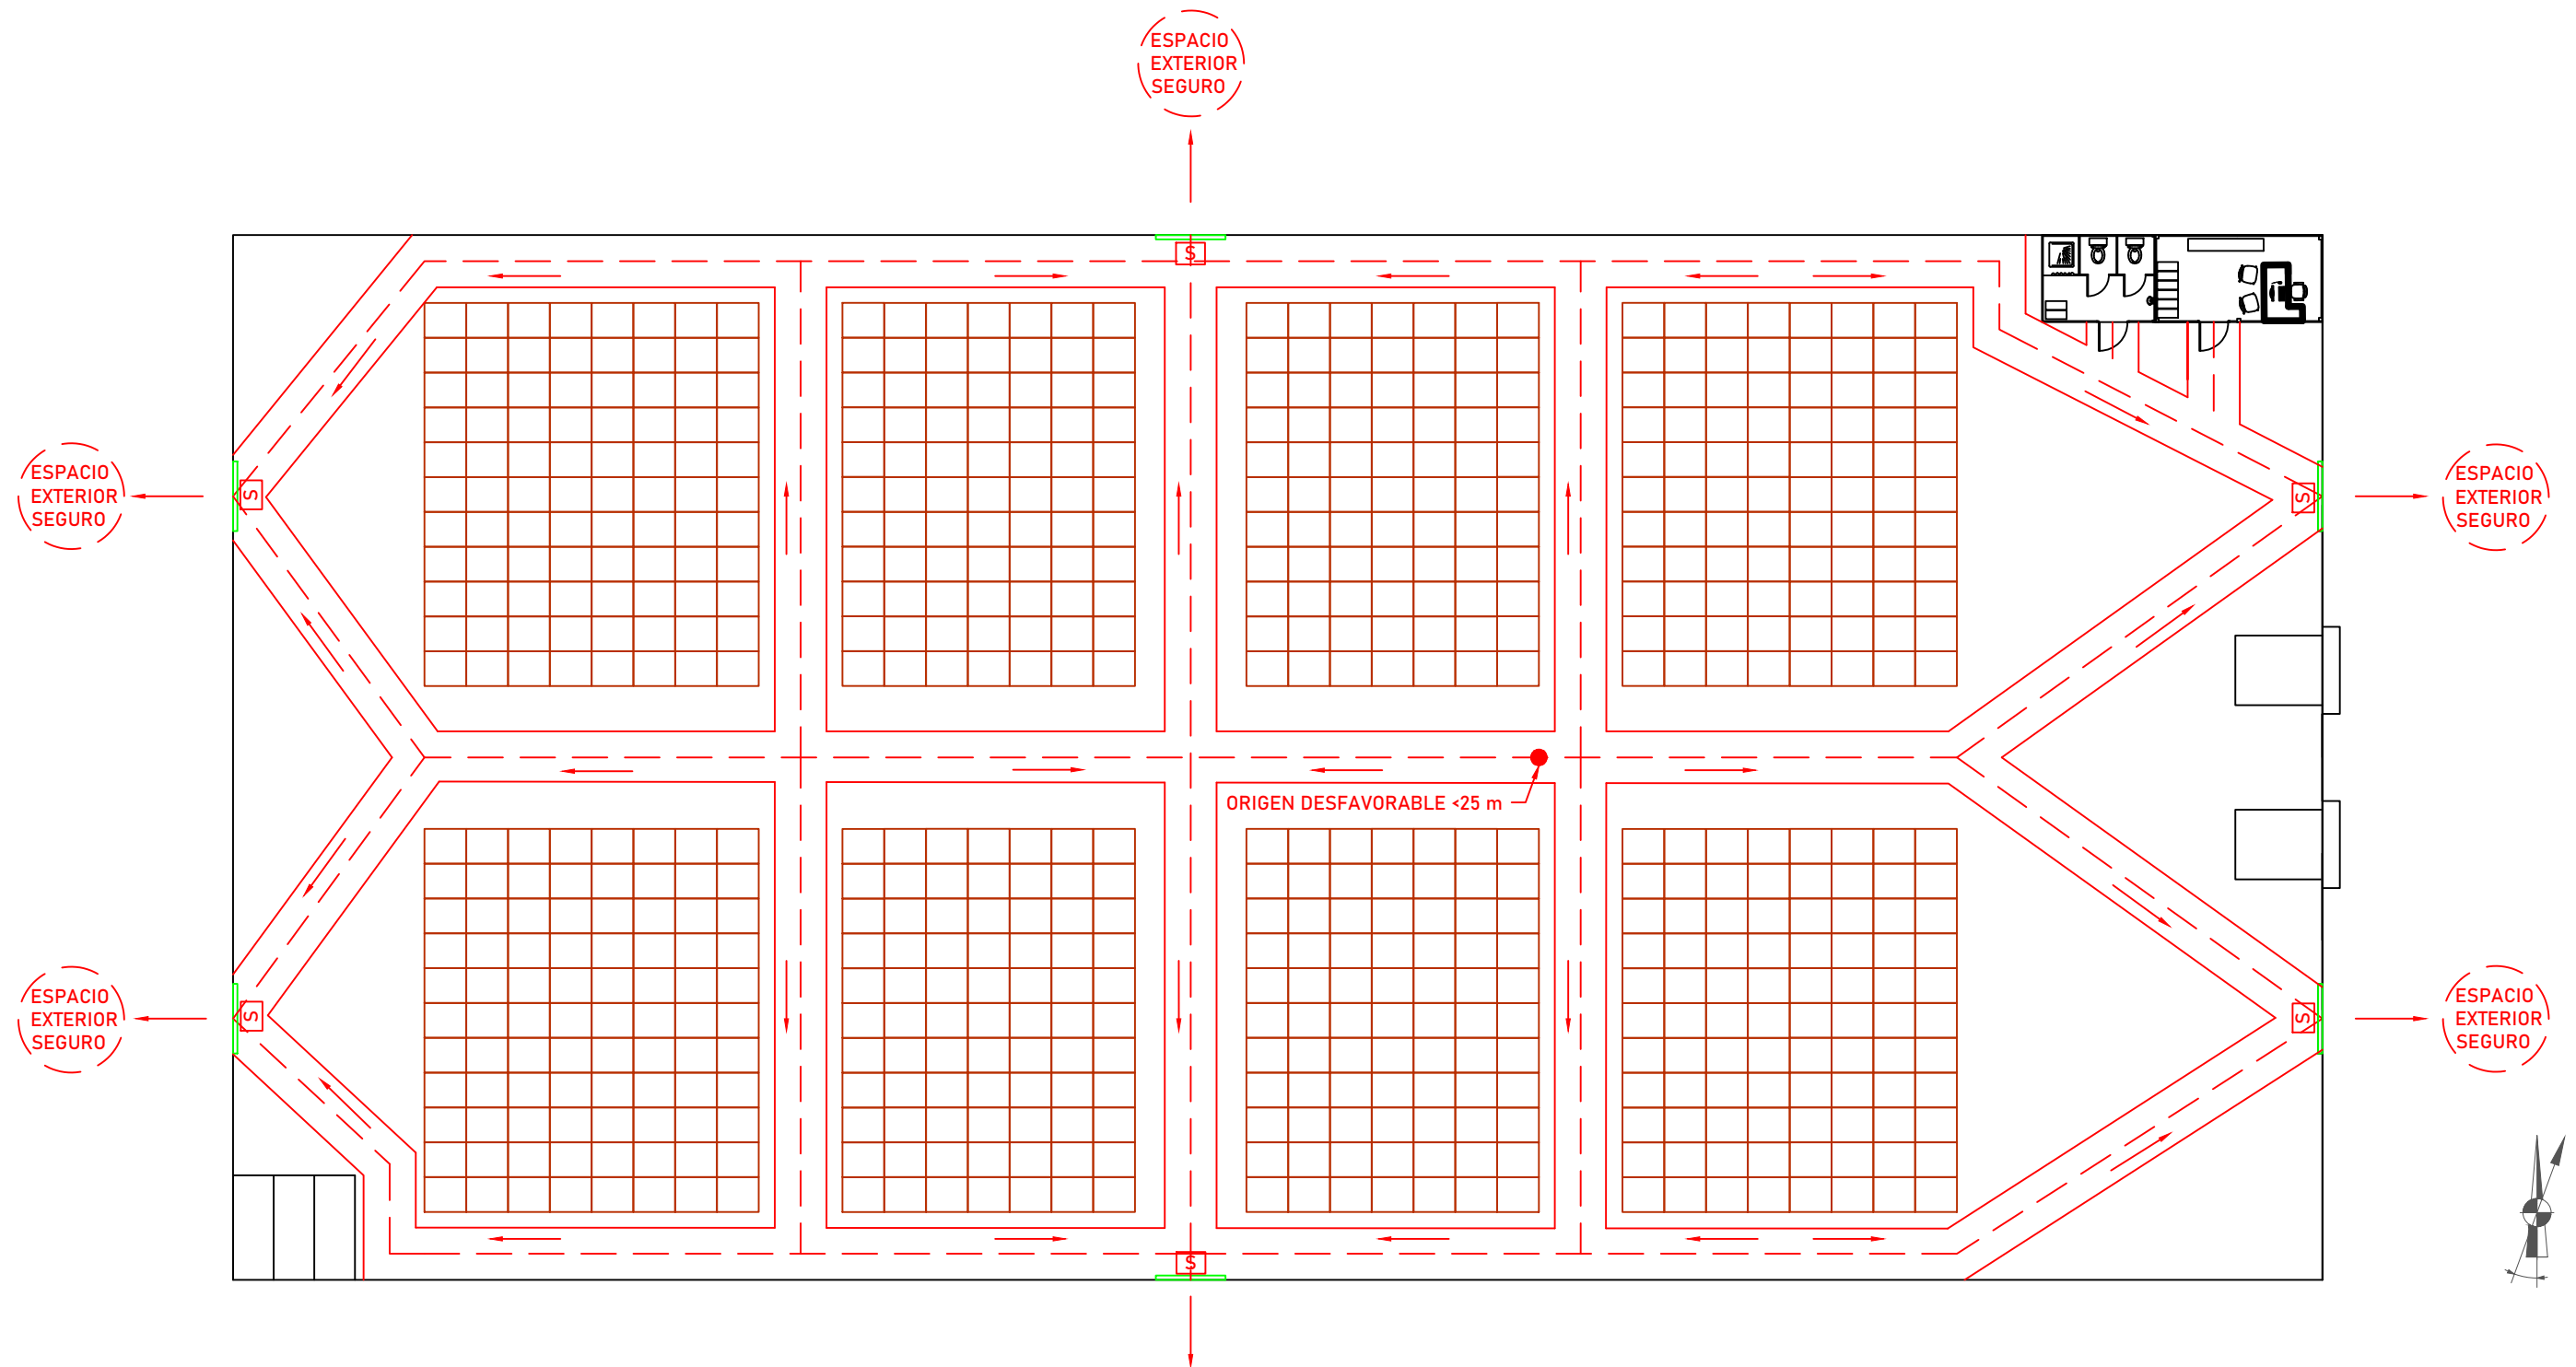 ESPACIO
EXTERIOR
SEGURO
S
ESPACIO
EXTERIOR
SEGURO
S
S
ESPACIO
EXTERIOR
SEGURO
ORIGEN DESFAVORABLE <25 m
ESPACIO
EXTERIOR
SEGURO
S
S
ESPACIO
EXTERIOR
SEGURO
S